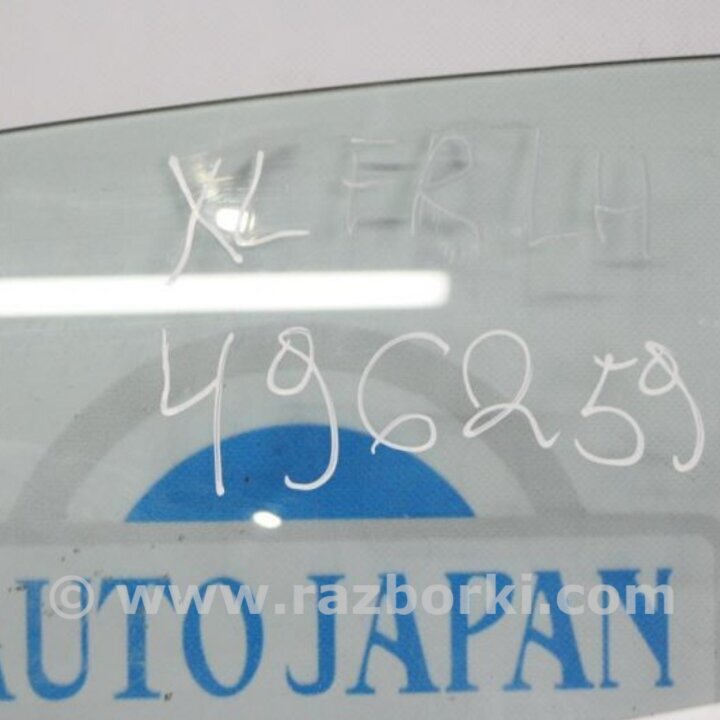 XL FR LH
496259
© www.razborki.com
AUTO JAPAN